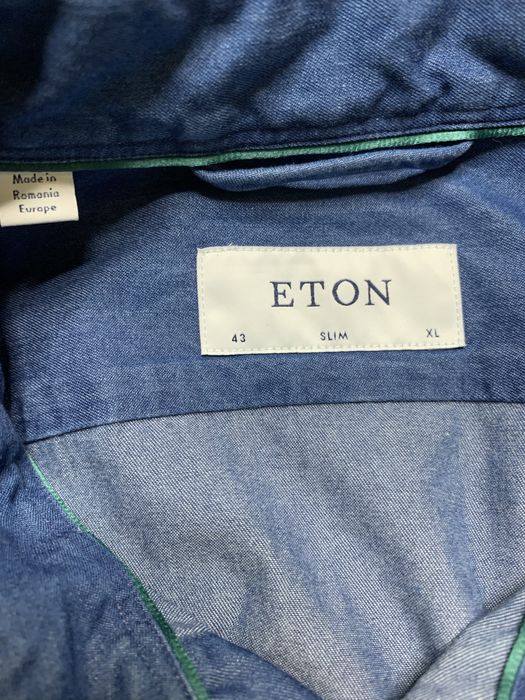 Made in
Romania
Europe
ETON
43 SLIM XL